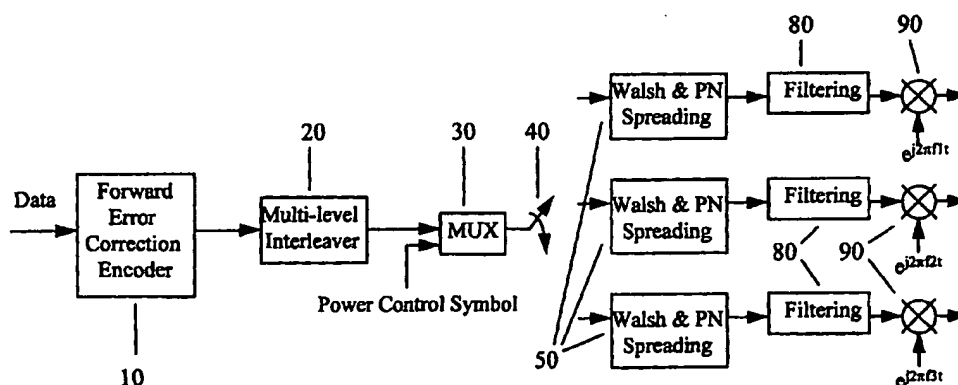 80
90
Walsh & PN
Spreading
Filtering
e^j2πf1t
20
30
40
Data
Forward
Error
Correction
Encoder
Multi-level
Interleaver
MUX
Walsh & PN
Spreading
Filtering
e^j2πf2t
80
90
Power Control Symbol
Walsh & PN
Spreading
Filtering
50
10
e^j2πf3t